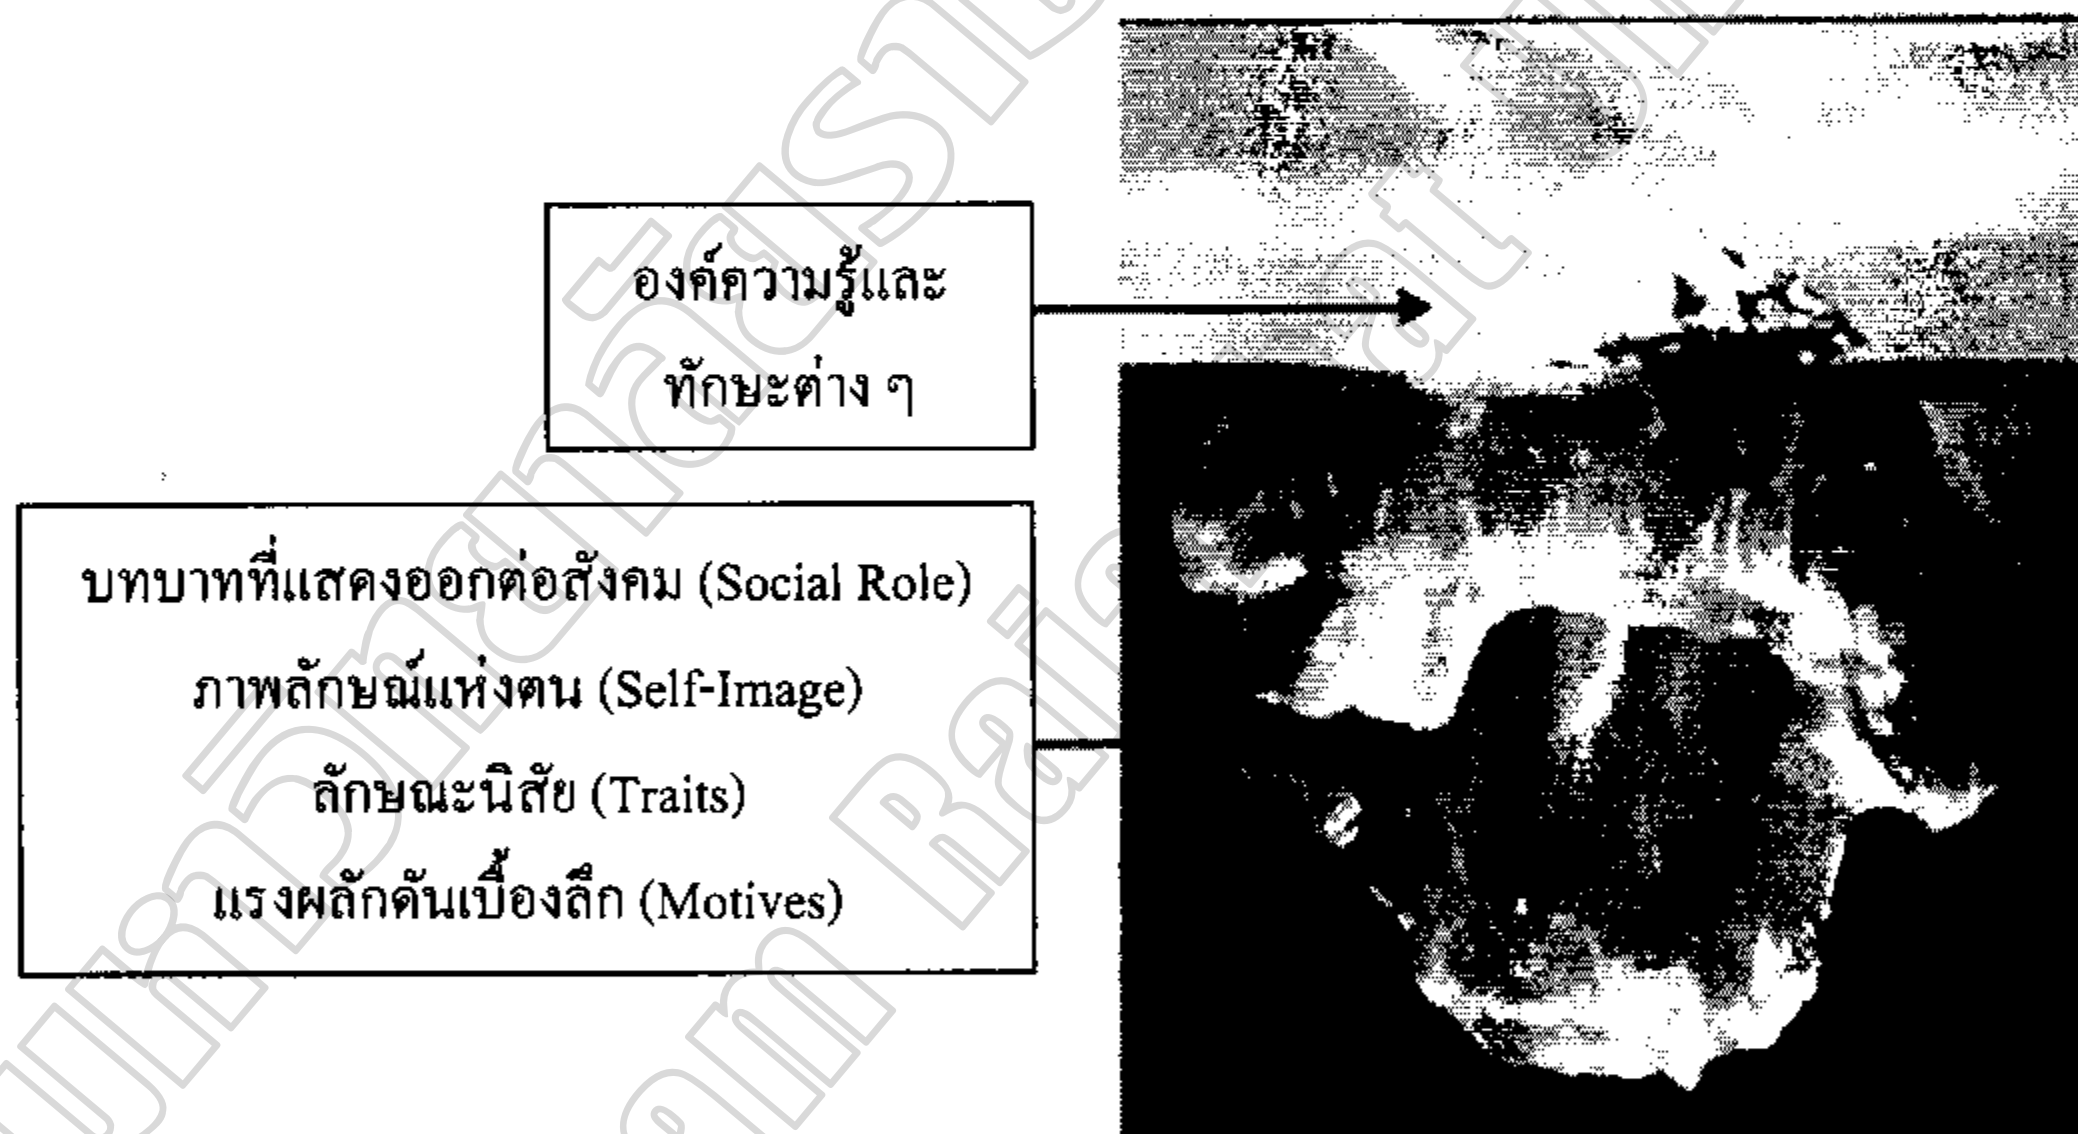 องค์ความรู้และ
ทักษะต่าง ๆ
บทบาทที่แสดงออกต่อสังคม (Social Role)
ภาพลักษณ์แห่งตน (Self-Image)
ลักษณะนิสัย (Traits)
แรงผลักดันเบื้องลึก (Motives)